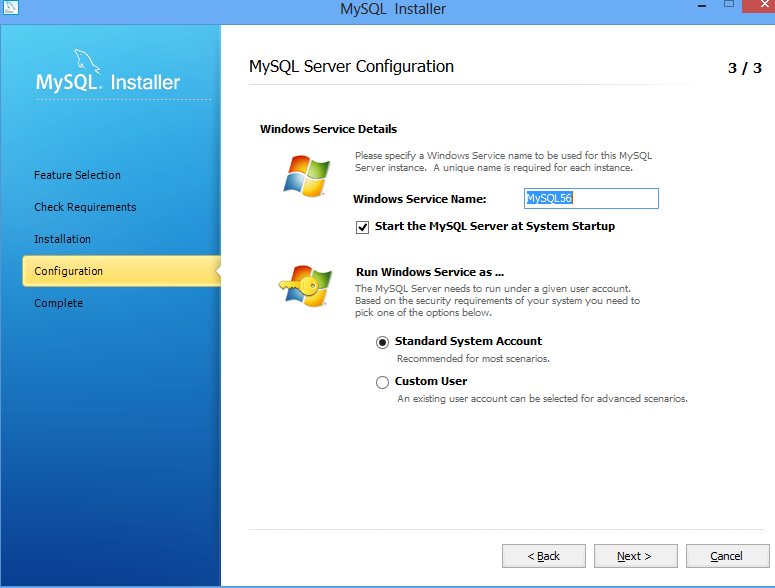 MySQL Installer
MySQL Server Configuration
3 / 3
MySQL. Installer
Feature Selection
Check Requirements
Installation
Configuration
Complete
Windows Service Details
Please specify a Windows Service name to be used for this MySQL
Server instance. A unique name is required for each instance.
Windows Service Name:
MySQL56
Start the MySQL Server at System Startup
Run Windows Service as ...
The MySQL Server needs to run under a given user account.
Based on the security requirements of your system you need to
pick one of the options below.
Standard System Account
Recommended for most scenarios.
Custom User
An existing user account can be selected for advanced scenarios.
< Back
Next >
Cancel